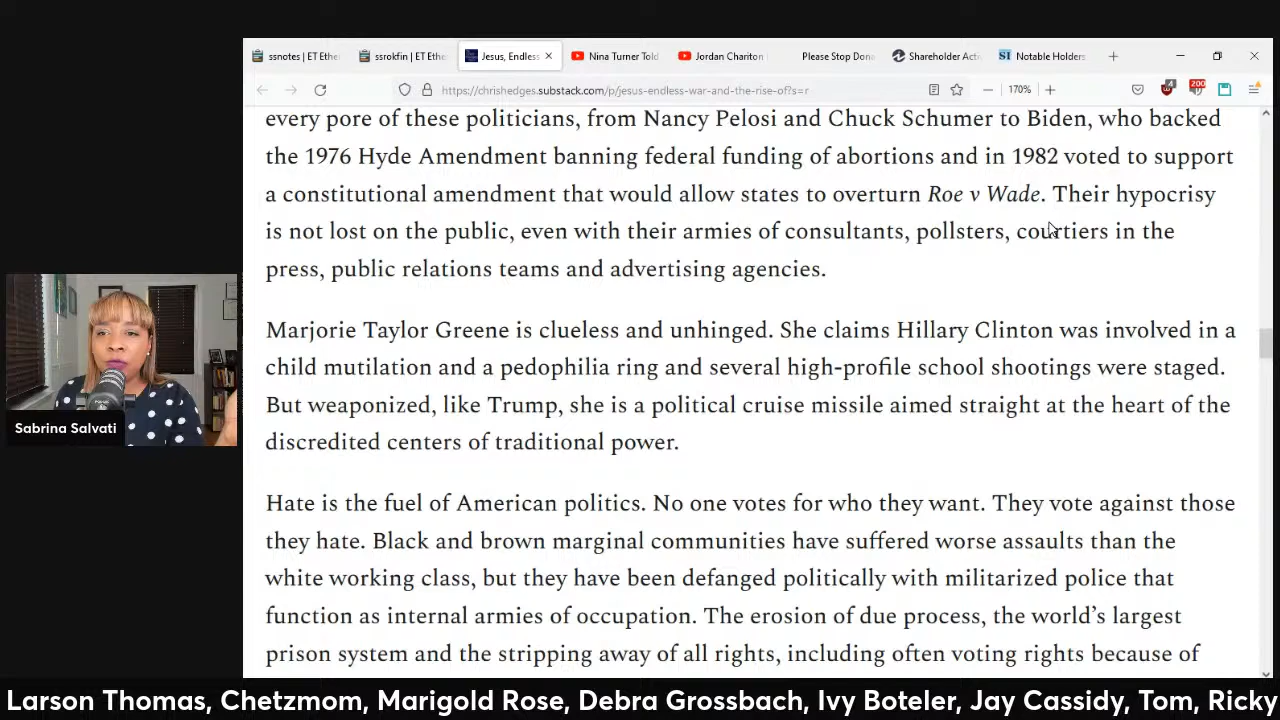 ssnotes | ET Ether
ssrokfin | ET Ethe
Jesus, Endless
Nina Turner Told
Jordan Chariton
Please Stop Dona
Shareholder Acti
SI
Notable Holders
https://chrishedges.substack.com/p/jesus-endless-war-and-the-rise-of?s=r
170%
4
200
every pore of these politicians, from Nancy Pelosi and Chuck Schumer to Biden, who backed
the 1976 Hyde Amendment banning federal funding of abortions and in 1982 voted to support
a constitutional amendment that would allow states to overturn Roe v Wade. Their hypocrisy
is not lost on the public, even with their armies of consultants, pollsters, courtiers in the
press, public relations teams and advertising agencies.
Marjorie Taylor Greene is clueless and unhinged. She claims Hillary Clinton was involved in a
child mutilation and a pedophilia ring and several high-profile school shootings were staged.
But weaponized, like Trump, she is a political cruise missile aimed straight at the heart of the
discredited centers of traditional power.
Hate is the fuel of American politics. No one votes for who they want. They vote against those
they hate. Black and brown marginal communities have suffered worse assaults than the
white working class, but they have been defanged politically with militarized police that
function as internal armies of occupation. The erosion of due process, the world’s largest
prison system and the stripping away of all rights, including often voting rights because of
Sabrina Salvati
Larson Thomas, Chetzmom, Marigold Rose, Debra Grossbach, Ivy Boteler, Jay Cassidy, Tom, Ricky